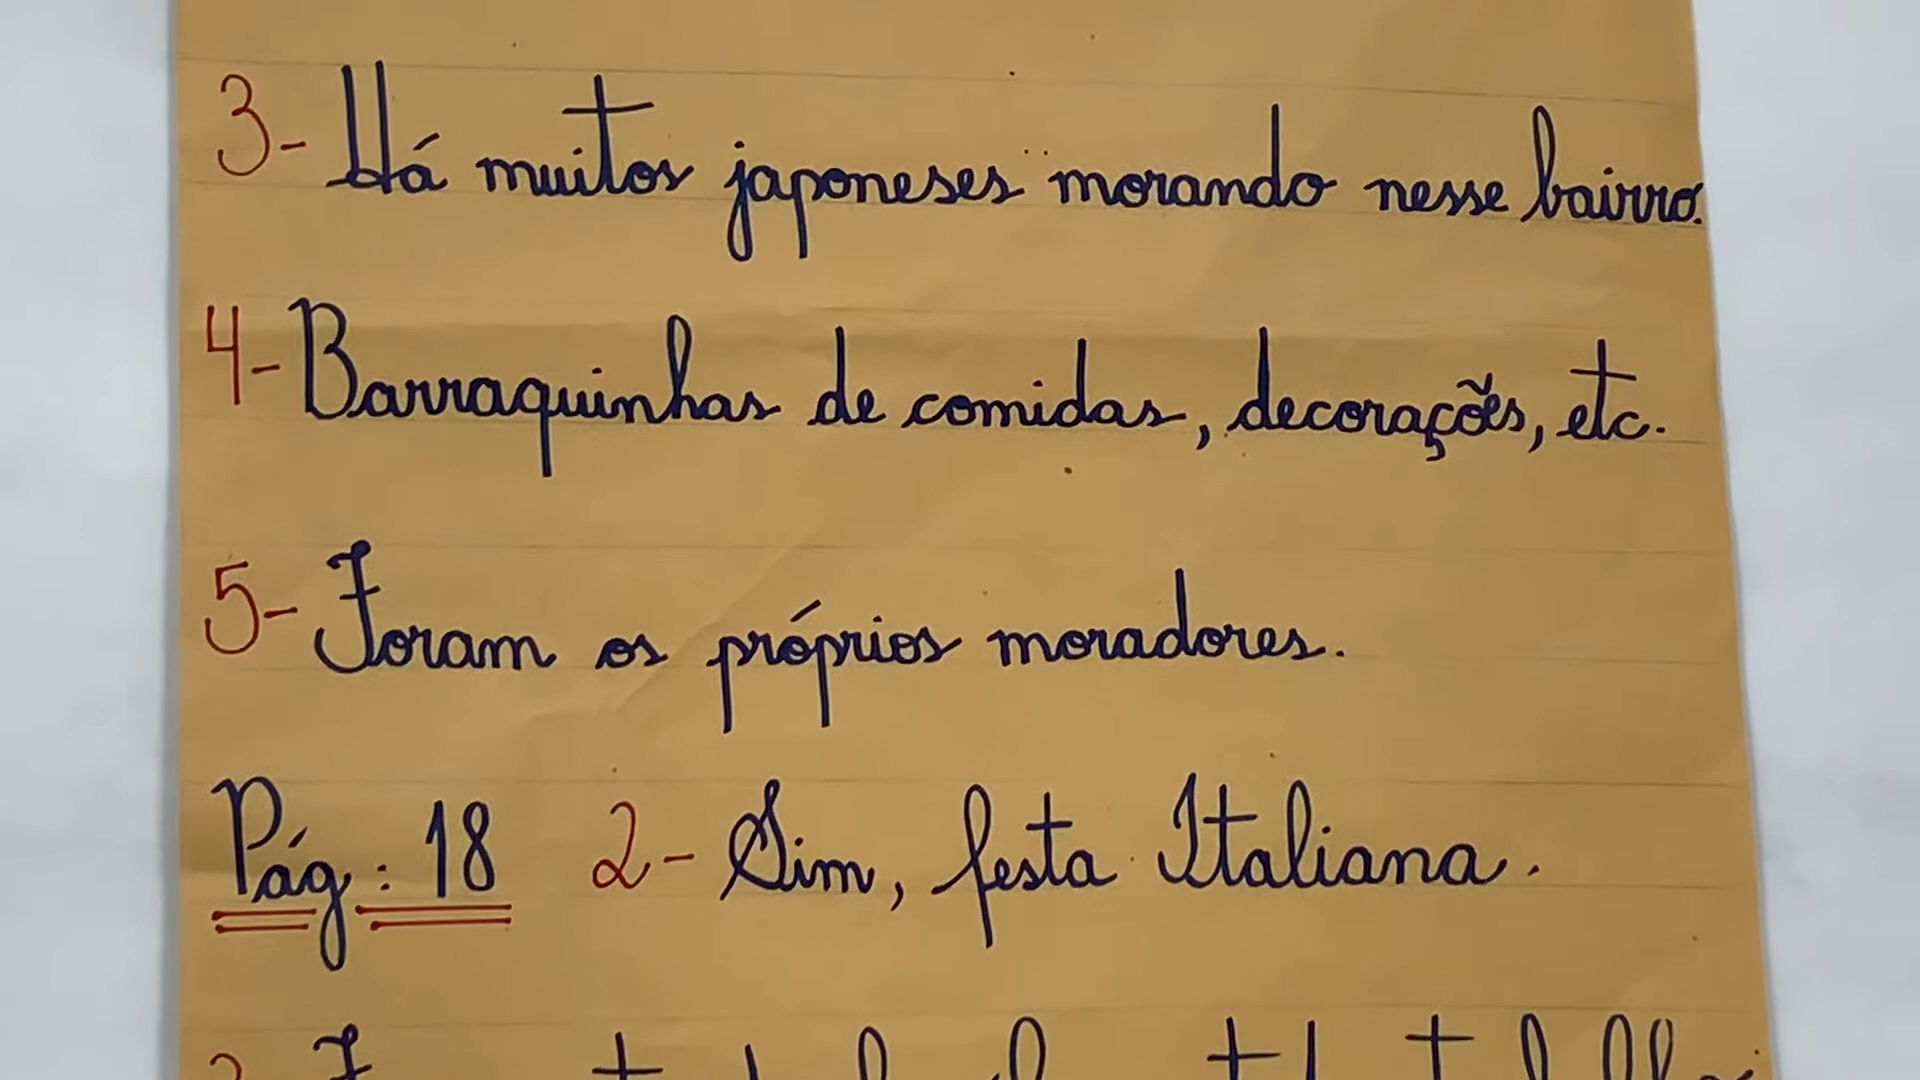 3- Há muitos japoneses morando nesse bairro.
4- Barraquinhas de comidas, decorações, etc.
5- Foram os próprios moradores.
Pág: 18 2- Sim, festa Italiana.